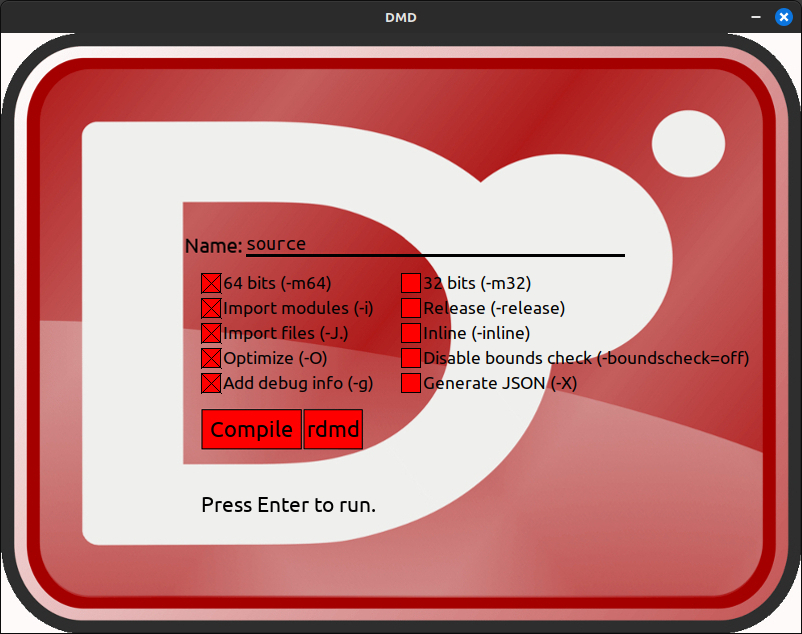 DMD
Name: source
64 bits (-m64) 32 bits (-m32)
Import modules (-i) Release (-release)
Import files (-J.) Inline (-inline)
Optimize (-O) Disable bounds check (-boundscheck=off)
Add debug info (-g) Generate JSON (-X)
Compile rdmd
Press Enter to run.